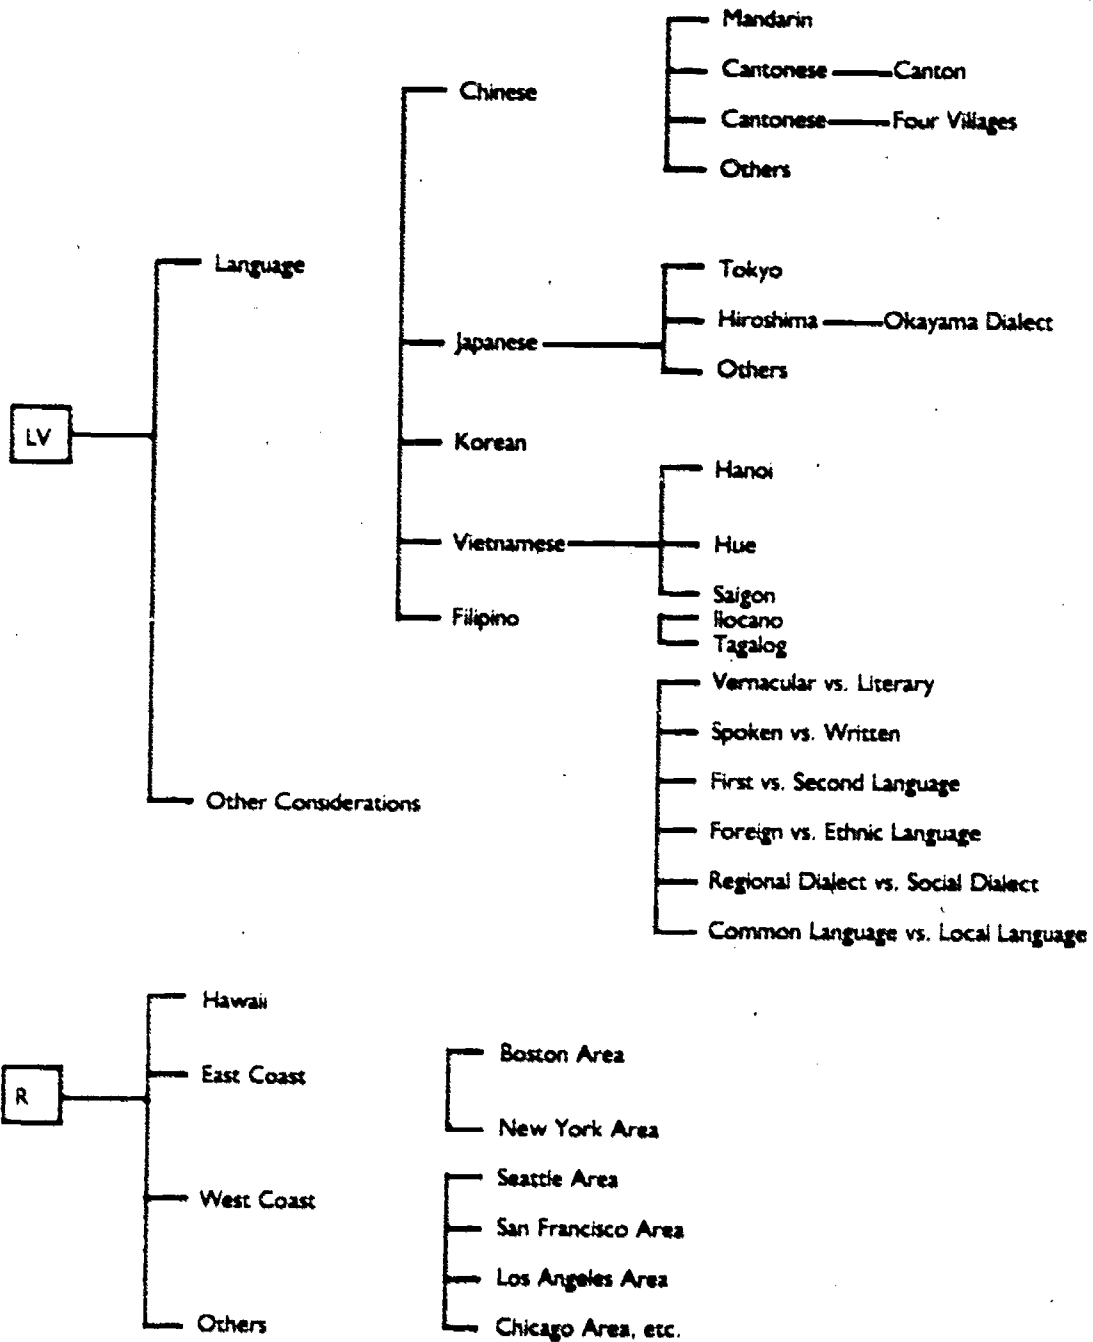 Mandarin
Cantonese Canton
Chinese
Cantonese Four Villages
Others
Language
Tokyo
Hiroshima Okayama Dialect
Japanese
Others
LV
Korean
Hanoi
Vietnamese Hue
Saigon
Filipino Ilocano
Tagalog
Vernacular vs. Literary
Spoken vs. Written
First vs. Second Language
Other Considerations
Foreign vs. Ethnic Language
Regional Dialect vs. Social Dialect
Common Language vs. Local Language
Hawaii
Boston Area
East Coast
R
New York Area
Seattle Area
West Coast
San Francisco Area
Los Angeles Area
Others Chicago Area, etc.